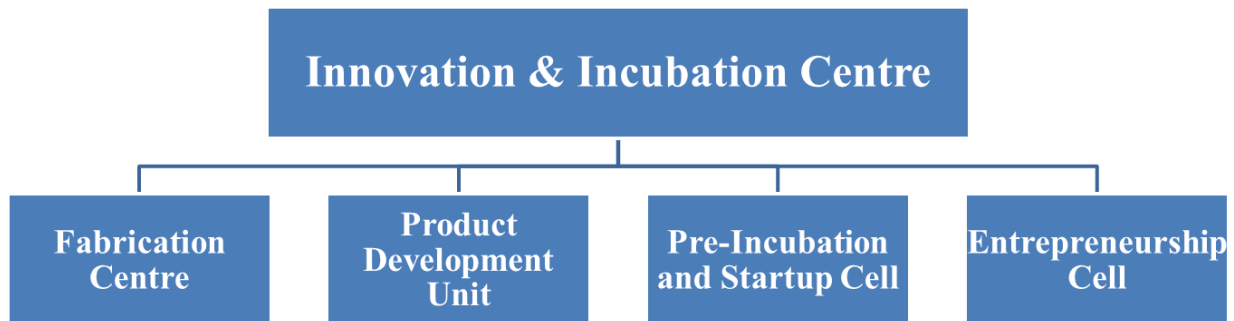 Innovation & Incubation Centre
Fabrication
Centre
Product
Development
Unit
Pre-Incubation
and Startup Cell
Entrepreneurship
Cell